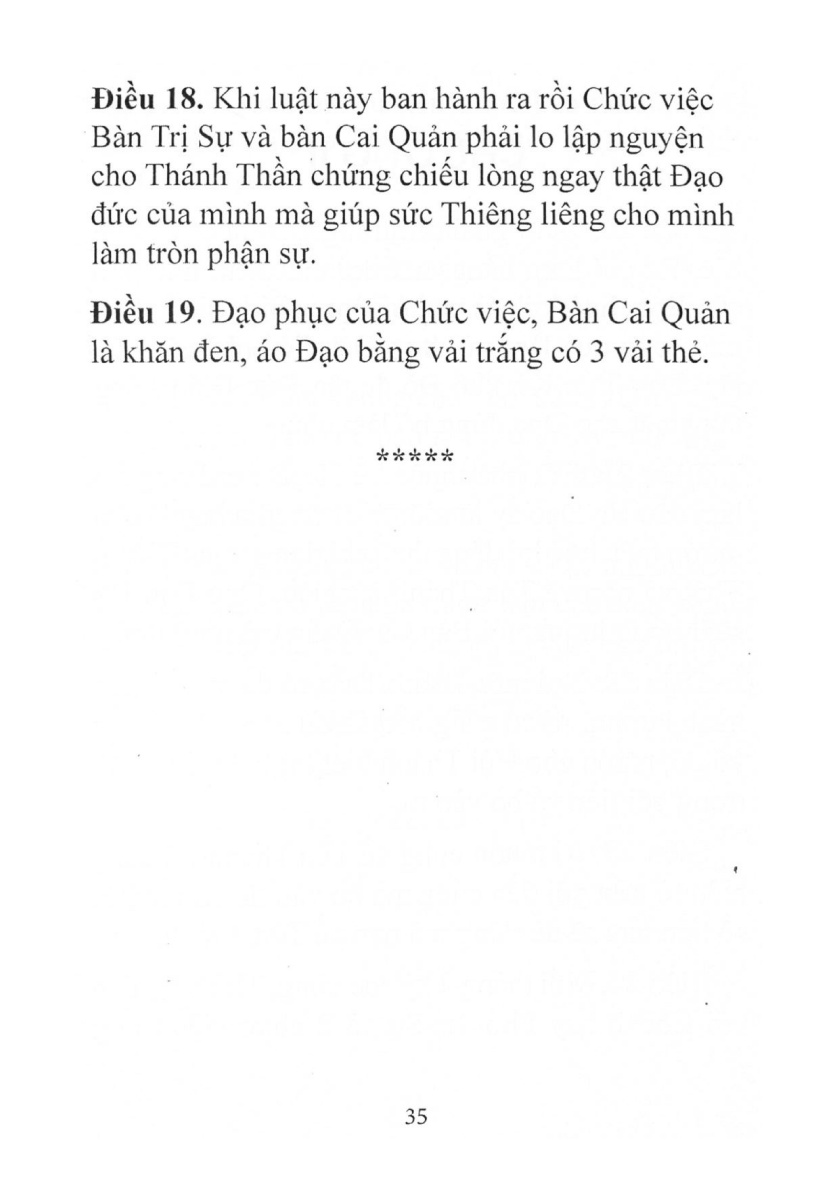 Điều 18. Khi luật này ban hành ra rồi Chức việc
Bàn Trị Sự và bàn Cai Quản phải lo lập nguyện
cho Thánh Thần chứng chiếu lòng ngay thật Đạo
đức của mình mà giúp sức Thiêng liêng cho mình
làm tròn phận sự.
Điều 19. Đạo phục của Chức việc, Bàn Cai Quản
là khăn đen, áo Đạo bằng vải trắng có 3 vải thẻ.
*****
35